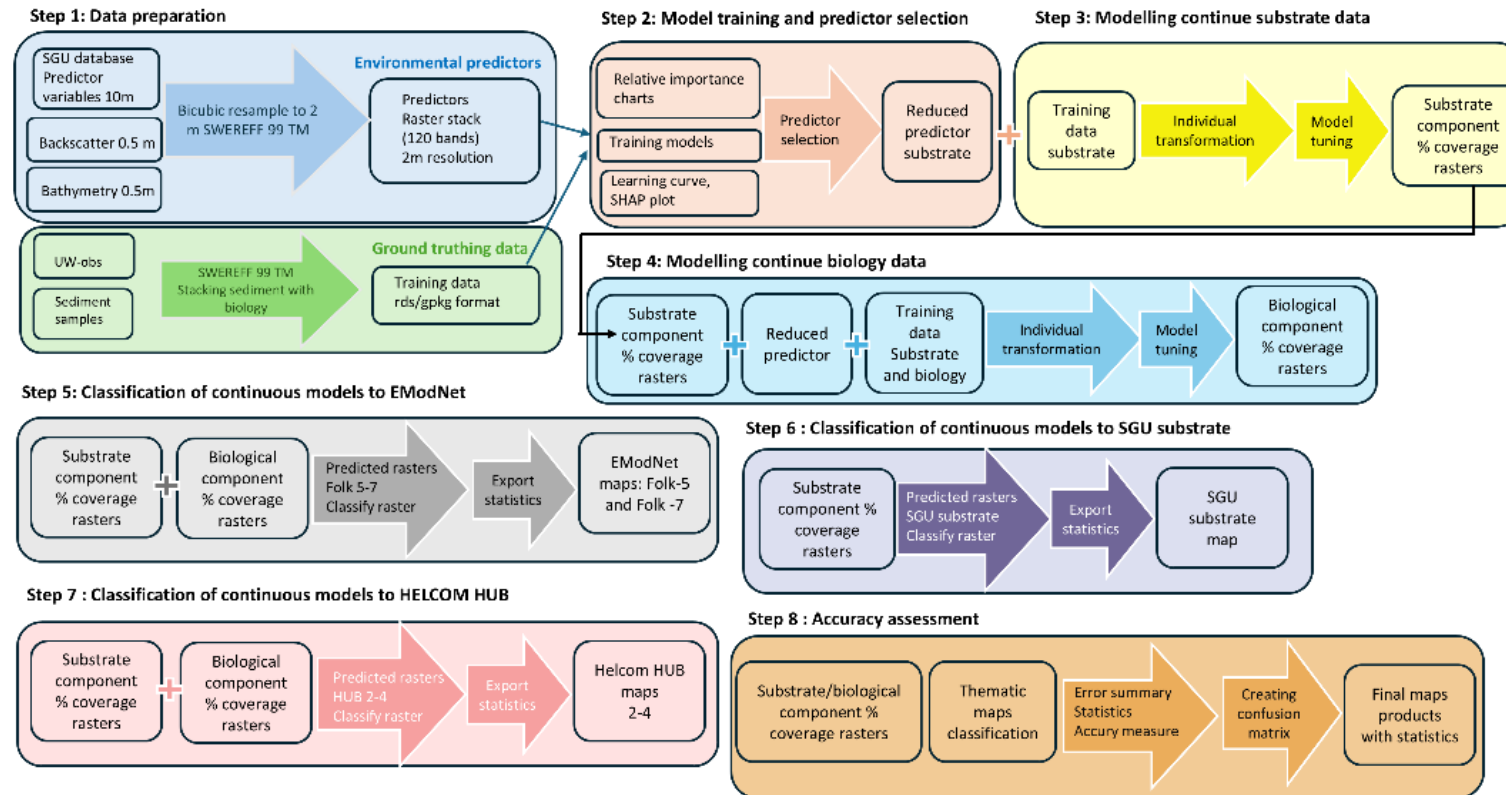 Step 1: Data preparation
SGU database
Predictor
variables 10m
Backscatter 0.5 m
Bathymetry 0.5m
Bicubic resample to 2
m SWEREFF 99 TM
Environmental predictors
Predictors
Raster stack
(120 bands)
2m resolution
UW-obs
Sediment
samples
SWEREFF 99 TM
Stacking sediment with
biology
Ground truthing data
Training data
rds/gpkg format
Step 2: Model training and predictor selection
Relative importance
charts
Training models
Learning curve,
SHAP plot
Predictor
selection
Reduced
predictor
substrate
+
Step 3: Modelling continue substrate data
Training
data
substrate
Individual
transformation
Model
tuning
Substrate
component
% coverage
rasters
Step 4: Modelling continue biology data
Substrate
component
% coverage
rasters
+
Reduced
predictor
+
Training
data
Substrate
and biology
Individual
transformation
Model
tuning
Biological
component
% coverage
rasters
Step 5: Classification of continuous models to EModNet
Substrate
component
% coverage
rasters
+
Biological
component
% coverage
rasters
Predicted rasters
Folk 5-7
Classify raster
Export
statistics
EModNet
maps: Folk-5
and Folk -7
Step 6 : Classification of continuous models to SGU substrate
Substrate
component %
coverage
rasters
Predicted rasters
SGU substrate
Classify raster
Export
statistics
SGU
substrate
map
Step 7 : Classification of continuous models to HELCOM HUB
Substrate
component
% coverage
rasters
+
Biological
component
% coverage
rasters
Predicted rasters
HUB 2-4
Classify raster
Export
statistics
Helcom HUB
maps
2-4
Step 8 : Accuracy assessment
Substrate/biological
component %
coverage rasters
Thematic
maps
classification
Error summary
Statistics
Accury measure
Creating
confusion
matrix
Final maps
products
with statistics